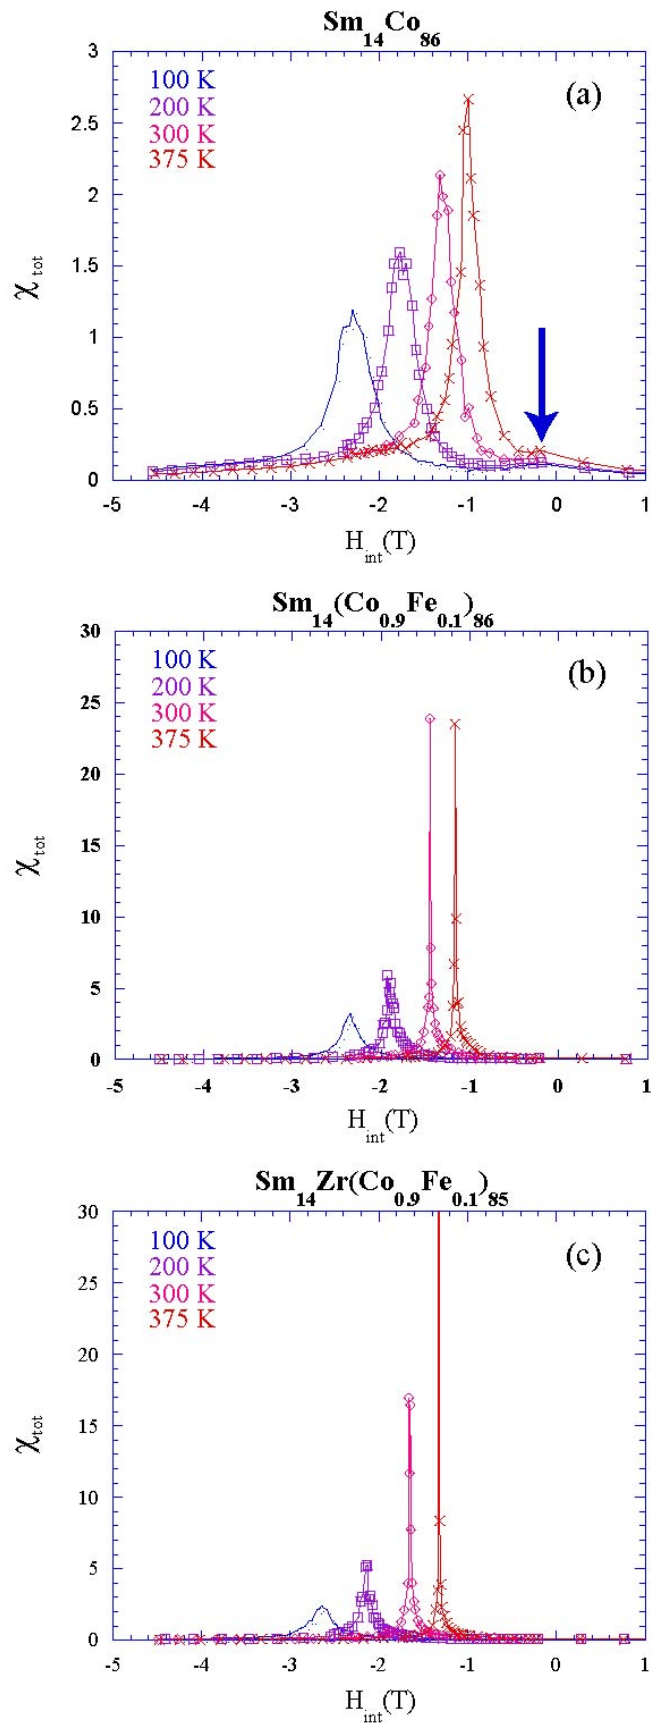 Sm₁₄Co₈₆
(a)
100 K
200 K
300 K
375 K
3
2.5
2
1.5
1
0.5
0
χtot
-5 -4 -3 -2 -1 0 1
Hint(T)
Sm₁₄(Co₀.₉Fe₀.₁)₈₆
(b)
100 K
200 K
300 K
375 K
30
25
20
15
10
5
0
χtot
-5 -4 -3 -2 -1 0 1
Hint(T)
Sm₁₄Zr(Co₀.₉Fe₀.₁)₈₅
(c)
100 K
200 K
300 K
375 K
30
25
20
15
10
5
0
χtot
-5 -4 -3 -2 -1 0 1
Hint(T)